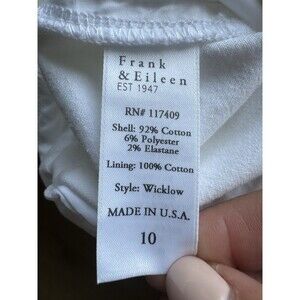 Frank
& Eileen
EST 1947
RN# 117409
Shell: 92% Cotton
6% Polyester
2% Elastane
Lining: 100% Cotton
Style: Wicklow
MADE IN U.S.A.
10